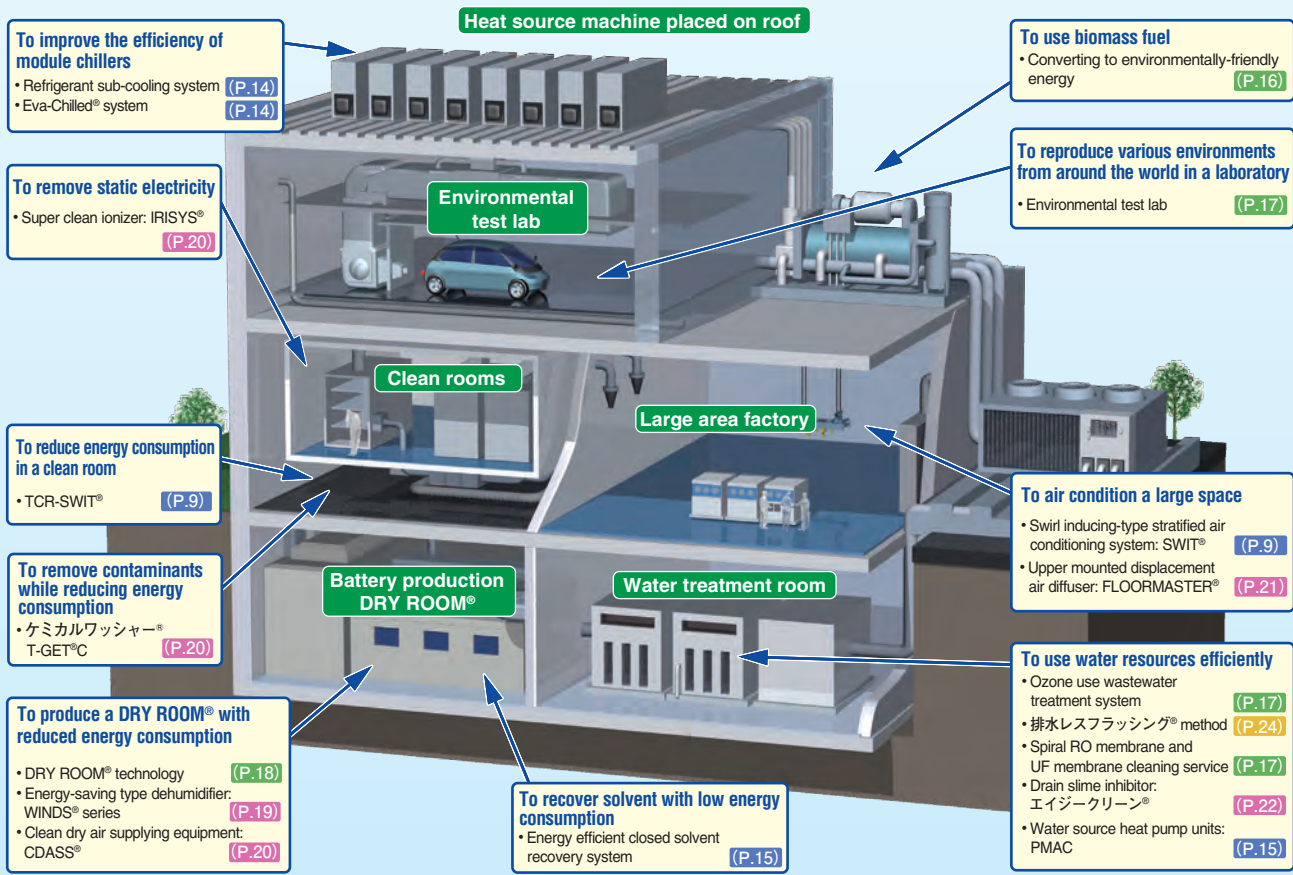 Heat source machine placed on roof
To improve the efficiency of
module chillers
• Refrigerant sub-cooling system (P.14)
• Eva-Chilled® system (P.14)
To remove static electricity
• Super clean ionizer: IRISYS®
(P.20)
To reduce energy consumption
in a clean room
• TCR-SWIT® (P.9)
To remove contaminants
while reducing energy
consumption
• ケミカルワッシャー®
T-GET®C (P.20)
To produce a DRY ROOM® with
reduced energy consumption
• DRY ROOM® technology (P.18)
• Energy-saving type dehumidifier:
WINDS® series (P.19)
• Clean dry air supplying equipment:
CDASS® (P.20)
Environmental
test lab
Clean rooms
Large area factory
Battery production
DRY ROOM®
Water treatment room
To recover solvent with low energy
consumption
• Energy efficient closed solvent
recovery system (P.15)
To use biomass fuel
• Converting to environmentally-friendly
energy (P.16)
To reproduce various environments
from around the world in a laboratory
• Environmental test lab (P.17)
To air condition a large space
• Swirl inducing-type stratified air
conditioning system: SWIT® (P.9)
• Upper mounted displacement
air diffuser: FLOORMASTER® (P.21)
To use water resources efficiently
• Ozone use wastewater
treatment system (P.17)
• 排水レスフラッシング® method (P.24)
• Spiral RO membrane and
UF membrane cleaning service (P.17)
• Drain slime inhibitor:
エイジークリーン® (P.22)
• Water source heat pump units:
PMAC (P.15)